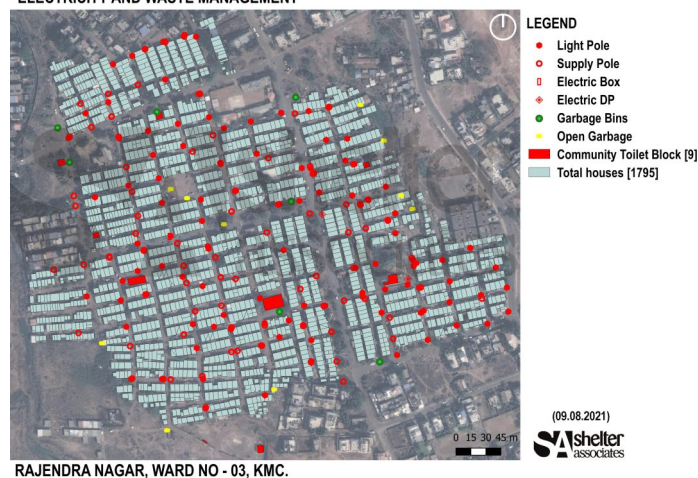 ELECTRICITY AND WASTE MANAGEMENT
LEGEND
Light Pole
Supply Pole
Electric Box
Electric DP
Garbage Bins
Open Garbage
Community Toilet Block [9]
Total houses [1795]
(09.08.2021)
0 15 30 45 m
SA shelter
associates
RAJENDRA NAGAR, WARD NO - 03, KMC.